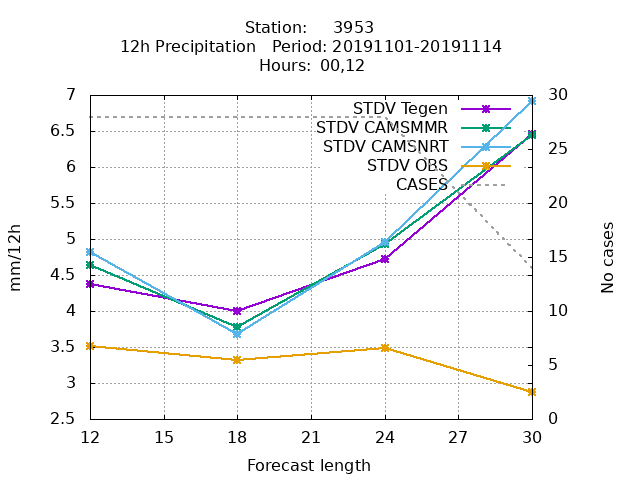 Station:     3953
12h Precipitation   Period: 20191101-20191114
Hours:  00,12
STDV Tegen
STDV CAMSMMR
STDV CAMSNRT
STDV OBS
CASES
7
6.5
6
5.5
5
4.5
4
3.5
3
2.5
mm/12h
30
25
20
15
10
5
0
No cases
12 15 18 21 24 27 30
Forecast length